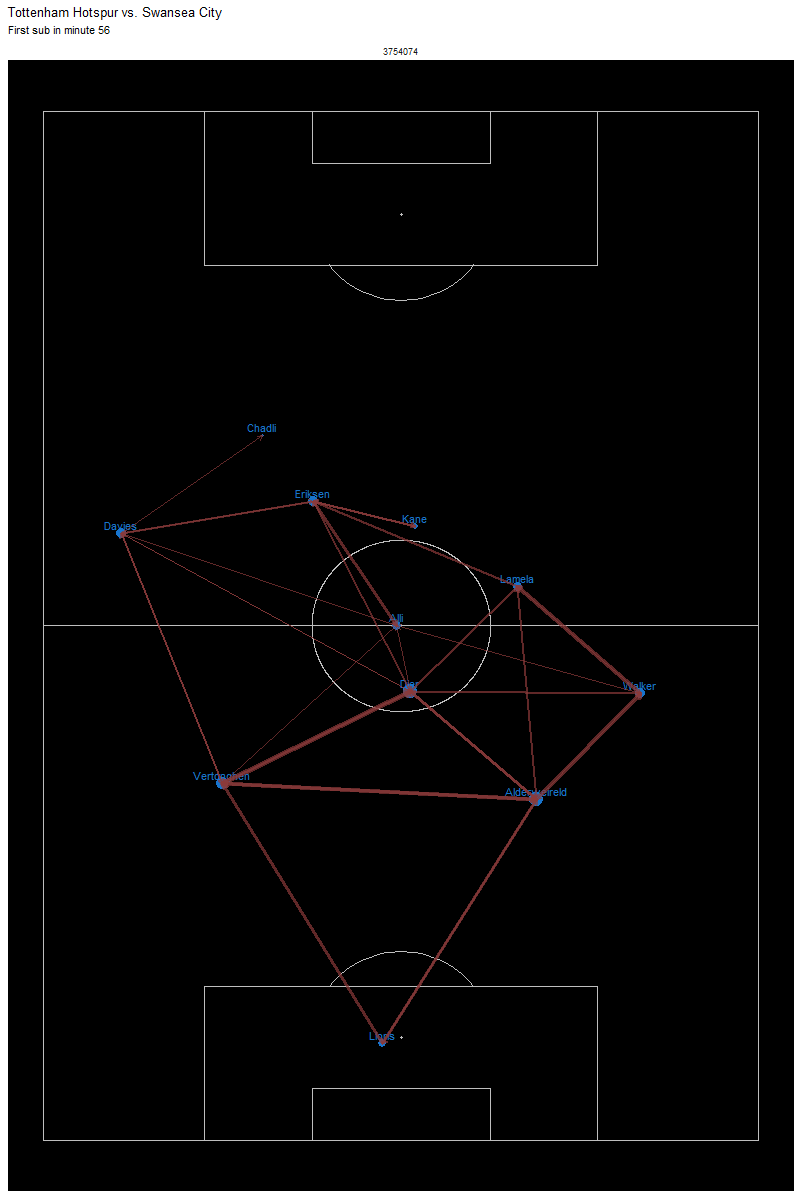 Tottenham Hotspur vs. Swansea City
First sub in minute 56
3754074
Chadli
Eriksen
Kane
Davies
Lamela
Alli
Dier
Walker
Vertonghen
Alderweireld
Lloris